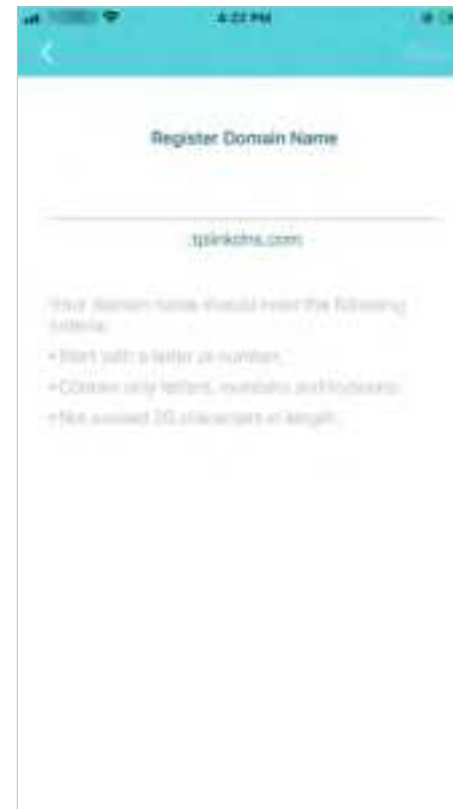 4:22 PM
Register Domain Name
.tplinkdns.com
Your domain name should meet the following
criteria:
•Start with a letter or number.
•Contain only letters, numbers and hyphens.
•Not exceed 20 characters in length.